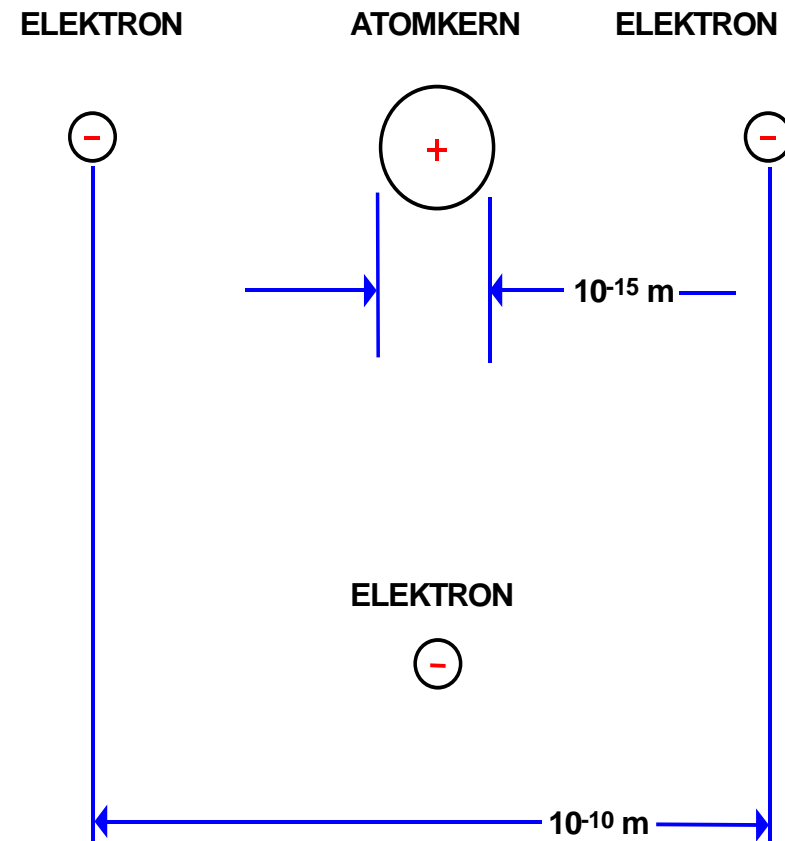 ELEKTRON ATOMKERN ELEKTRON
- + -
10⁻¹⁵ m
ELEKTRON
-
10⁻¹⁰ m